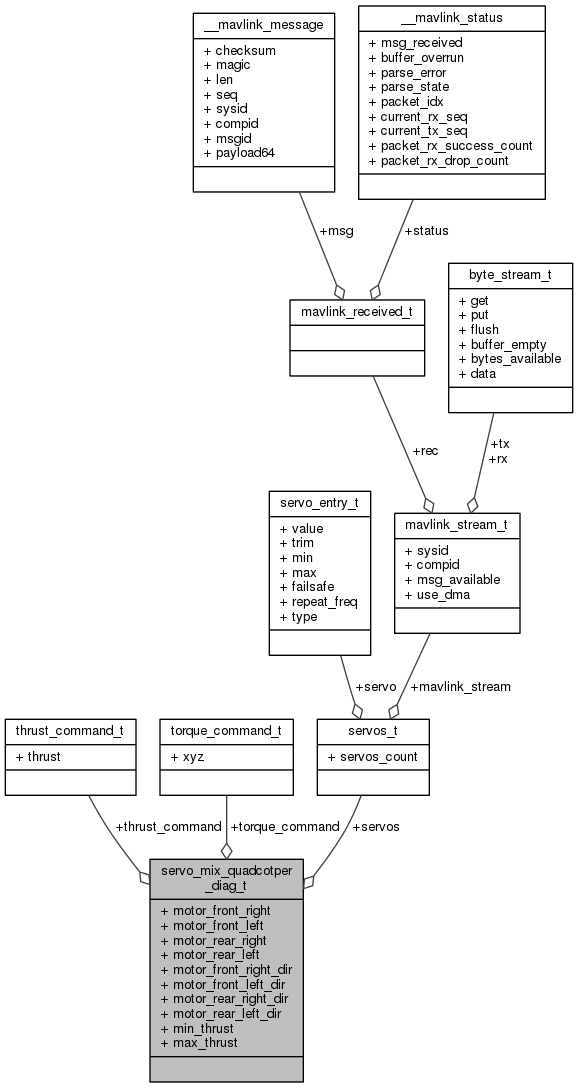 __mavlink_message
+ checksum
+ magic
+ len
+ seq
+ sysid
+ compid
+ msgid
+ payload64
__mavlink_status
+ msg_received
+ buffer_overrun
+ parse_error
+ parse_state
+ packet_idx
+ current_rx_seq
+ current_tx_seq
+ packet_rx_success_count
+ packet_rx_drop_count
+msg
+status
mavlink_received_t
byte_stream_t
+ get
+ put
+ flush
+ buffer_empty
+ bytes_available
+ data
+rec
+tx
+rx
servo_entry_t
+ value
+ trim
+ min
+ max
+ failsafe
+ repeat_freq
+ type
mavlink_stream_t
+ sysid
+ compid
+ msg_available
+ use_dma
+servo
+mavlink_stream
thrust_command_t
+ thrust
torque_command_t
+ xyz
servos_t
+ servos_count
+thrust_command
+torque_command
+servos
servo_mix_quadcotper
_diag_t
+ motor_front_right
+ motor_front_left
+ motor_rear_right
+ motor_rear_left
+ motor_front_right_dir
+ motor_front_left_dir
+ motor_rear_right_dir
+ motor_rear_left_dir
+ min_thrust
+ max_thrust